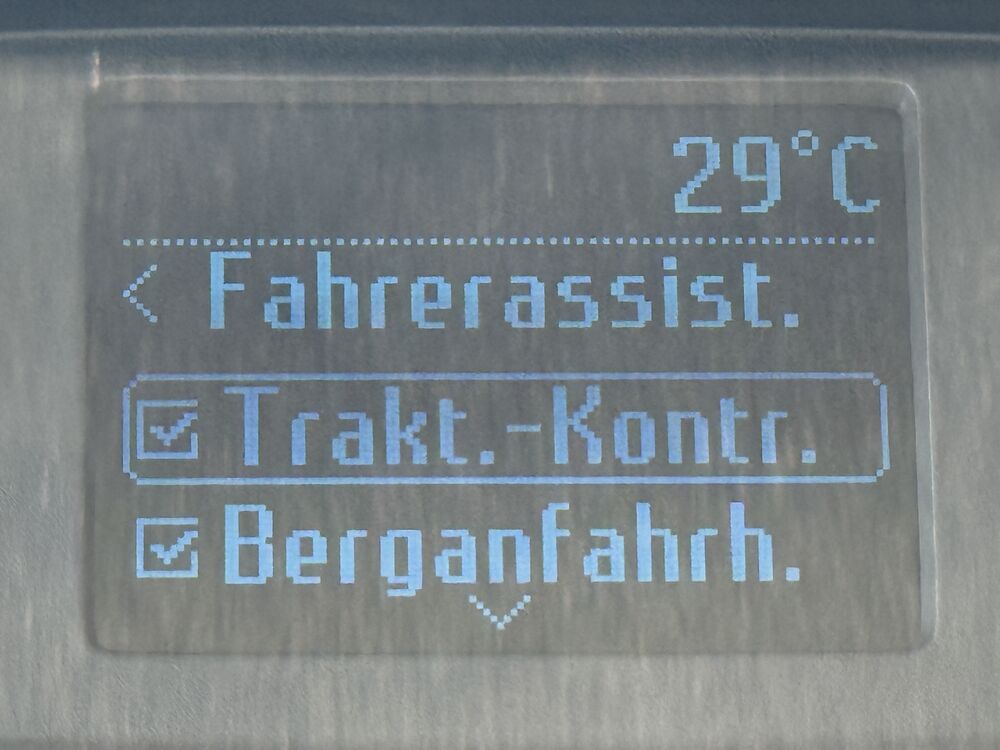 29°C
Fahrerassist.
Trakt.-Kontr.
Berganfahrh.